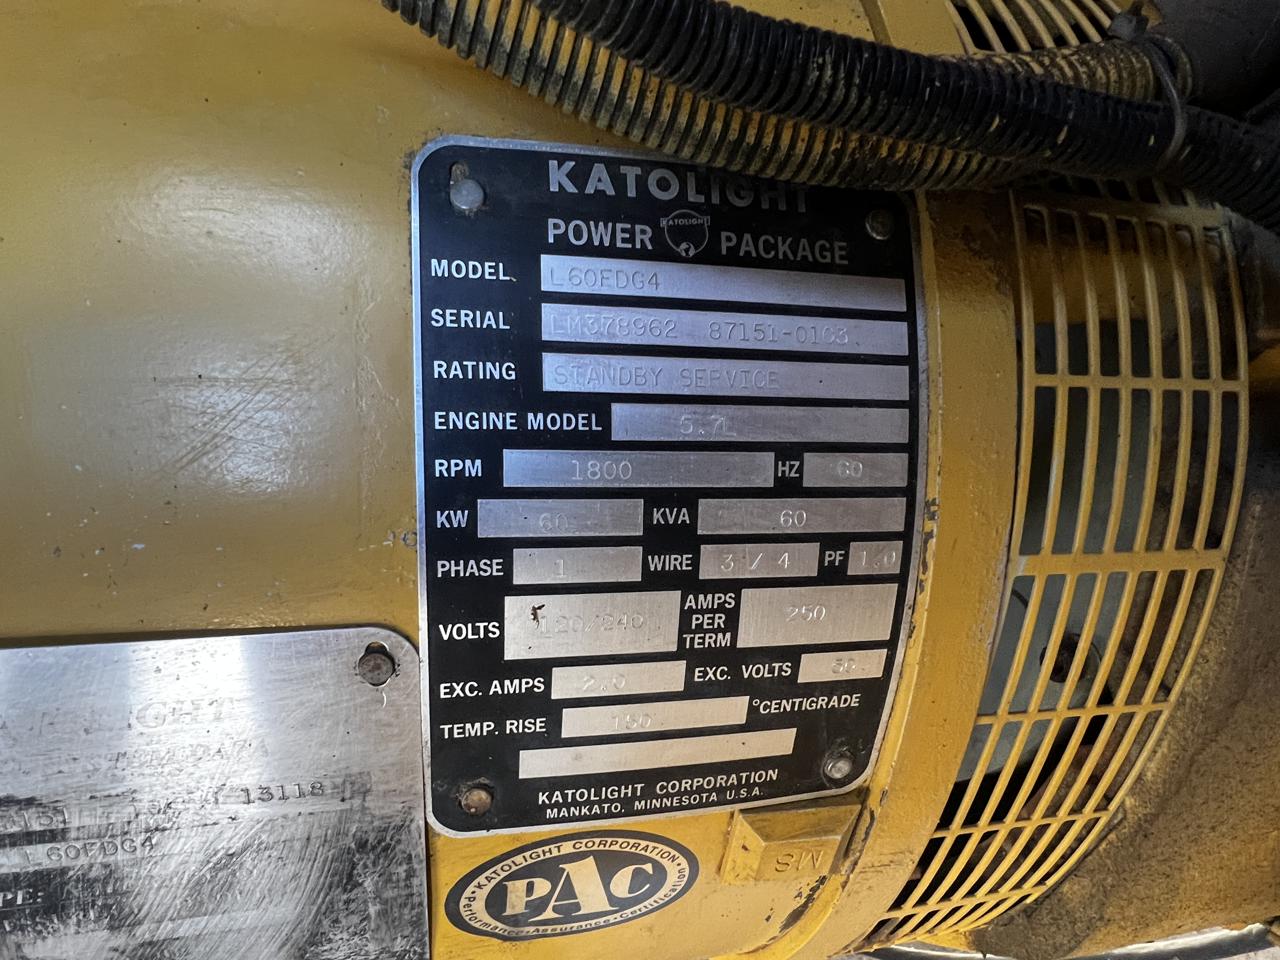 KATOLIGHT
POWER KATOLIGHT PACKAGE
MODEL L60FDG4
SERIAL LM378962 87151-0103
RATING STANDBY SERVICE
ENGINE MODEL 5.7L
RPM 1800 HZ 60
KW 60 KVA 60
PHASE 1 WIRE 3 / 4 PF 1.0
VOLTS 120/240 AMPS PER TERM 250
EXC. AMPS 2.0 EXC. VOLTS 50
TEMP. RISE 150 °CENTIGRADE
KATOLIGHT CORPORATION
MANKATO, MINNESOTA U.S.A.
KATOLIGHT CORPORATION
PAC
Performance-Assurance-Certification
SM
13118
L60FDG4